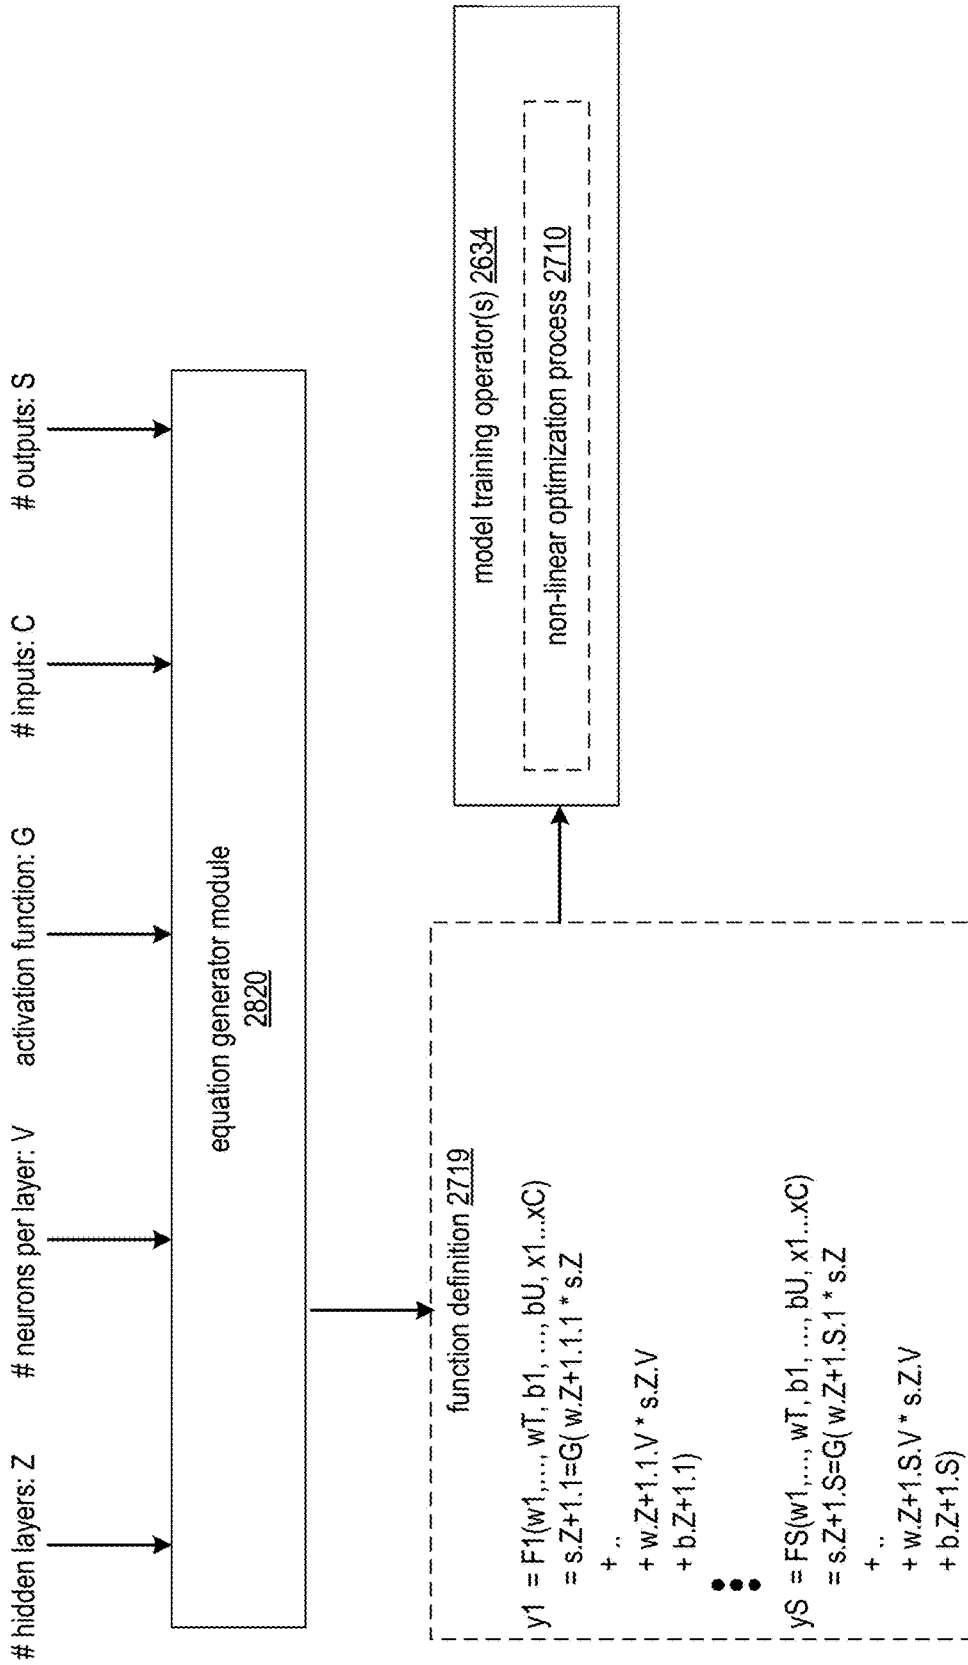 # hidden layers: Z
# neurons per layer: V
activation function: G
# inputs: C
# outputs: S
equation generator module
2820
function definition 2719
y1 = F1(w1,..., wT, b1, ..., bU, x1...xC)
= s.Z+1.1=G( w.Z+1.1.1 * s.Z
+ ..
+ w.Z+1.1.V * s.Z.V
+ b.Z+1.1)
yS = FS(w1,..., wT, b1, ..., bU, x1...xC)
= s.Z+1.S=G( w.Z+1.S.1 * s.Z
+ ..
+ w.Z+1.S.V * s.Z.V
+ b.Z+1.S)
model training operator(s) 2634
non-linear optimization process 2710